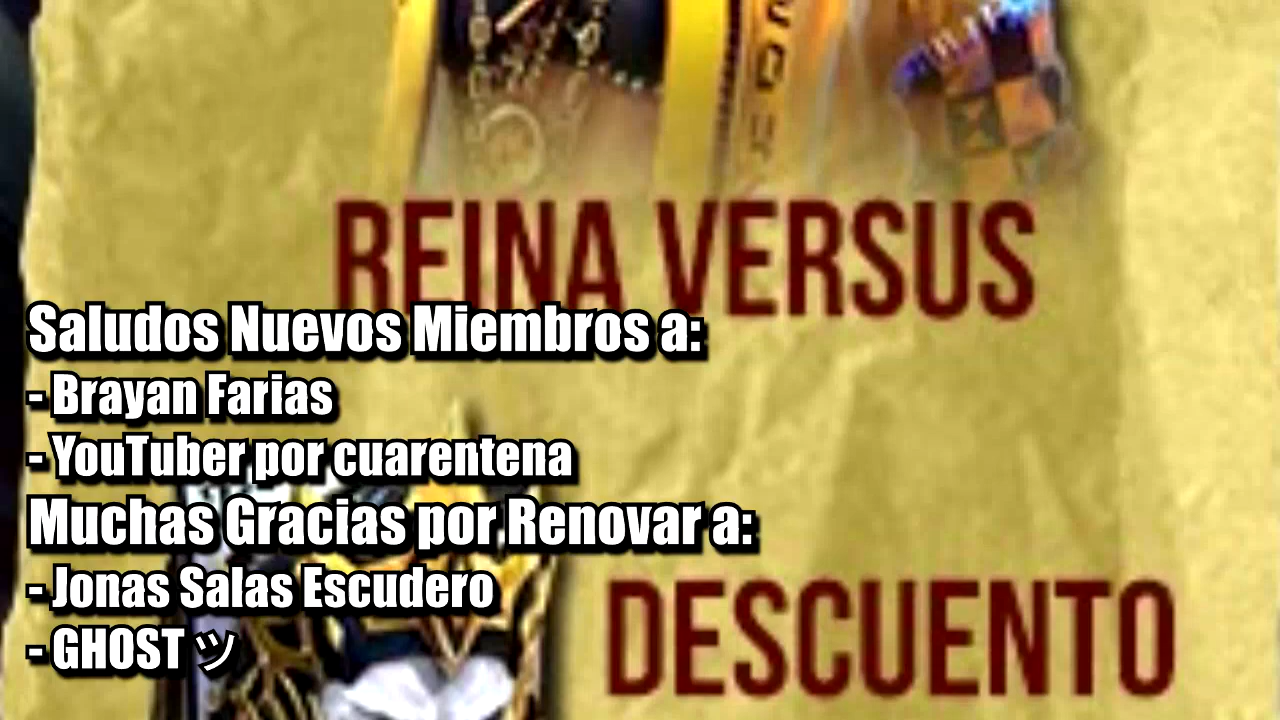 REINA VERSUS
Saludos Nuevos Miembros a:
- Brayan Farias
- YouTuber por cuarentena
Muchas Gracias por Renovar a:
- Jonas Salas Escudero
DESCUENTO
- GHOST ツ